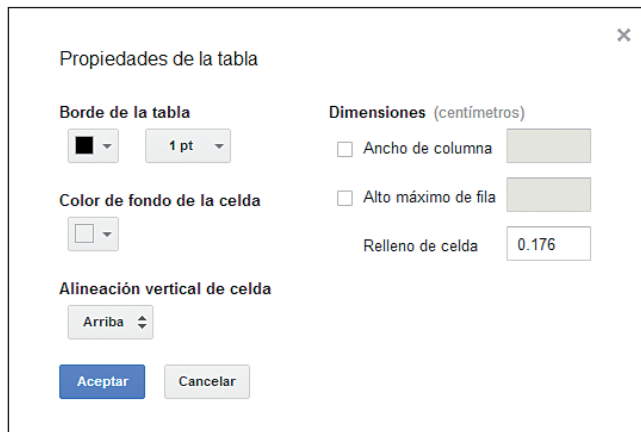 ×
Propiedades de la tabla
Borde de la tabla
1 pt
Color de fondo de la celda
Alineación vertical de celda
Arriba
Dimensiones (centímetros)
Ancho de columna
Alto máximo de fila
Relleno de celda 0.176
Aceptar Cancelar